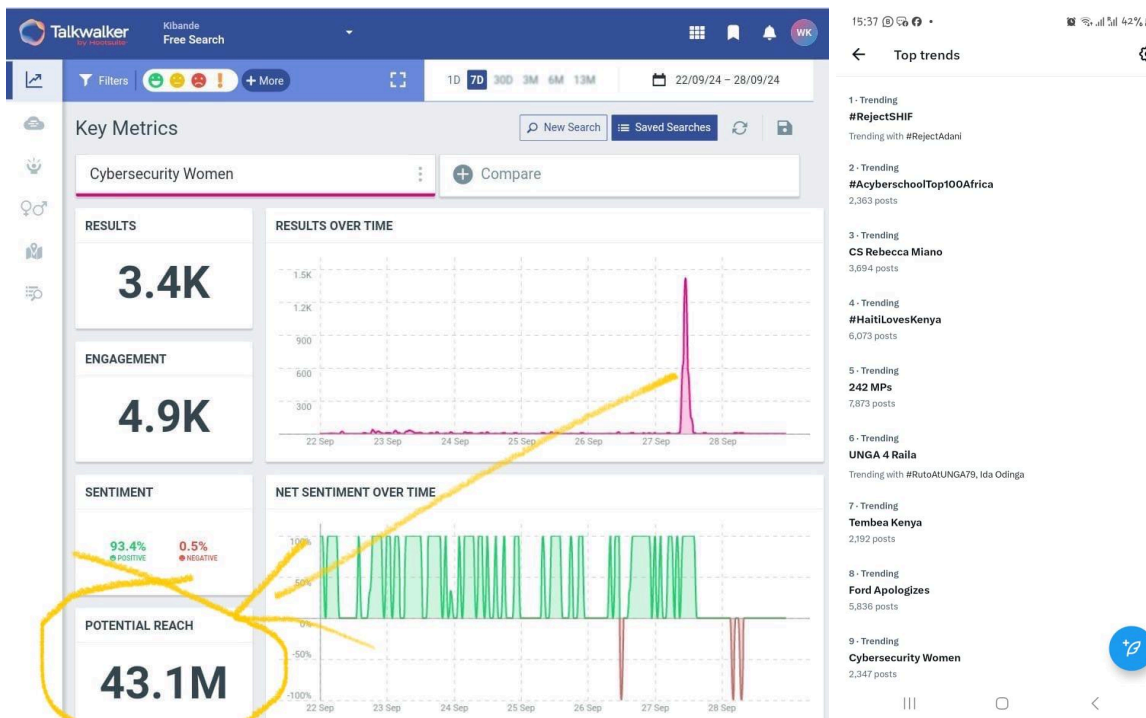 Talkwalker
by Hootsuite
Kibande
Free Search
WK
Filters
+ More
1D 7D 30D 3M 6M 13M
22/09/24 – 28/09/24
Key Metrics
New Search
Saved Searches
Cybersecurity Women
Compare
RESULTS
3.4K
RESULTS OVER TIME
1.5K
1.2K
900
600
300
22 Sep 23 Sep 24 Sep 25 Sep 26 Sep 27 Sep 28 Sep
ENGAGEMENT
4.9K
SENTIMENT
93.4%
POSITIVE
0.5%
NEGATIVE
NET SENTIMENT OVER TIME
100%
50%
0%
-50%
-100%
22 Sep 23 Sep 24 Sep 25 Sep 26 Sep 27 Sep 28 Sep
POTENTIAL REACH
43.1M
15:37
42%
Top trends
1 · Trending
#RejectSHIF
Trending with #RejectAdani
2 · Trending
#AcyberschoolTop100Africa
2,363 posts
3 · Trending
CS Rebecca Miano
3,694 posts
4 · Trending
#HaitiLovesKenya
6,073 posts
5 · Trending
242 MPs
7,873 posts
6 · Trending
UNGA 4 Raila
Trending with #RutoAtUNGA79, Ida Odinga
7 · Trending
Tembea Kenya
2,192 posts
8 · Trending
Ford Apologizes
5,836 posts
9 · Trending
Cybersecurity Women
2,347 posts